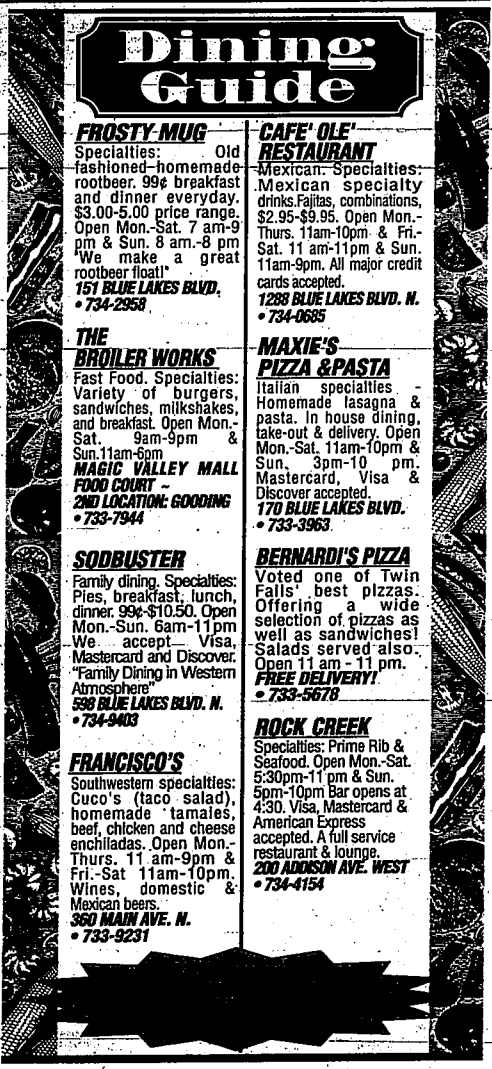 Dining
Guide
FROSTY MUG
Specialties: Old
fashioned homemade
rootbeer. 99¢ breakfast
and dinner everyday.
$3.00-5.00 price range.
Open Mon.-Sat. 7 am-9
pm & Sun. 8 am.-8 pm
"We make a great
rootbeer float!"
151 BLUE LAKES BLVD.
• 734-2958
THE
BROILER WORKS
Fast Food. Specialties:
Variety of burgers,
sandwiches, milkshakes,
and breakfast. Open Mon.-
Sat. 9am-9pm &
Sun.11am-6pm
MAGIC VALLEY MALL
FOOD COURT ~
2ND LOCATION: GOODING
• 733-7944
SODBUSTER
Family dining. Specialties:
Pies, breakfast, lunch,
dinner. 99¢-$10.50. Open
Mon.-Sun. 6am-11pm
We accept Visa,
Mastercard and Discover.
"Family Dining in Western
Atmosphere"
598 BLUE LAKES BLVD. N.
• 734-9403
FRANCISCO'S
Southwestern specialties:
Cuco's (taco salad),
homemade tamales,
beef, chicken and cheese
enchiladas. Open Mon.-
Thurs. 11 am-9pm &
Fri.-Sat 11am-10pm.
Wines, domestic &
Mexican beers.
360 MAIN AVE. N.
• 733-9231
CAFE' OLE'
RESTAURANT
Mexican. Specialties:
Mexican specialty
drinks.Fajitas, combinations,
$2.95-$9.95. Open Mon.-
Thurs. 11am-10pm & Fri.-
Sat. 11 am-11pm & Sun.
11am-9pm. All major credit
cards accepted.
1288 BLUE LAKES BLVD. N.
• 734-0685
MAXIE'S
PIZZA & PASTA
Italian specialties -
Homemade lasagna &
pasta. In house dining,
take-out & delivery. Open
Mon.-Sat. 11am-10pm &
Sun. 3pm-10 pm.
Mastercard, Visa &
Discover accepted.
170 BLUE LAKES BLVD.
• 733-3963
BERNARDI'S PIZZA
Voted one of Twin
Falls' best pizzas.
Offering a wide
selection of pizzas as
well as sandwiches!
Salads served also.
Open 11 am - 11 pm.
FREE DELIVERY!
• 733-5678
ROCK CREEK
Specialties: Prime Rib &
Seafood. Open Mon.-Sat.
5:30pm-11 pm & Sun.
5pm-10pm Bar opens at
4:30. Visa, Mastercard &
American Express
accepted. A full service
restaurant & lounge.
200 ADDISON AVE. WEST
• 734-4154